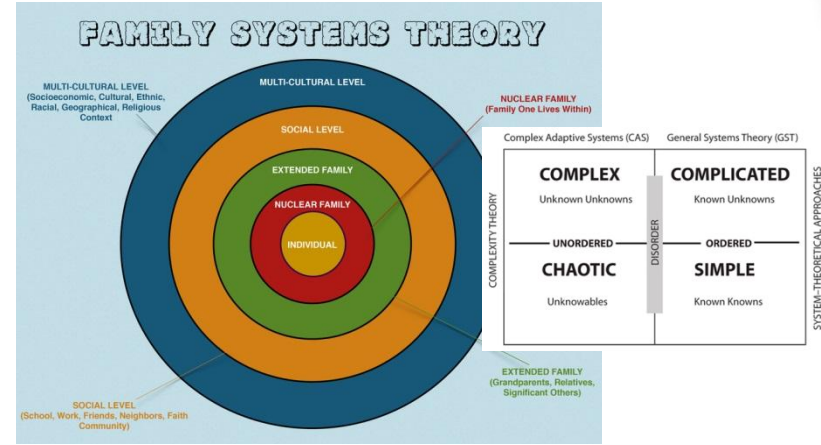 FAMILY SYSTEMS THEORY
MULTI-CULTURAL LEVEL
(Socioeconomic, Cultural, Ethnic,
Racial, Geographical, Religious
Context
MULTI-CULTURAL LEVEL
SOCIAL LEVEL
EXTENDED FAMILY
NUCLEAR FAMILY
INDIVIDUAL
NUCLEAR FAMILY
(Family One Lives Within)
EXTENDED FAMILY
(Grandparents, Relatives,
Significant Others)
SOCIAL LEVEL
(School, Work, Friends, Neighbors, Faith
Community)
Complex Adaptive Systems (CAS)
General Systems Theory (GST)
COMPLEXITY THEORY
COMPLEX
Unknown Unknowns
COMPLICATED
Known Unknowns
UNORDERED
DISORDER
ORDERED
CHAOTIC
Unknowables
SIMPLE
Known Knowns
SYSTEM-THEORETICAL APPROACHES